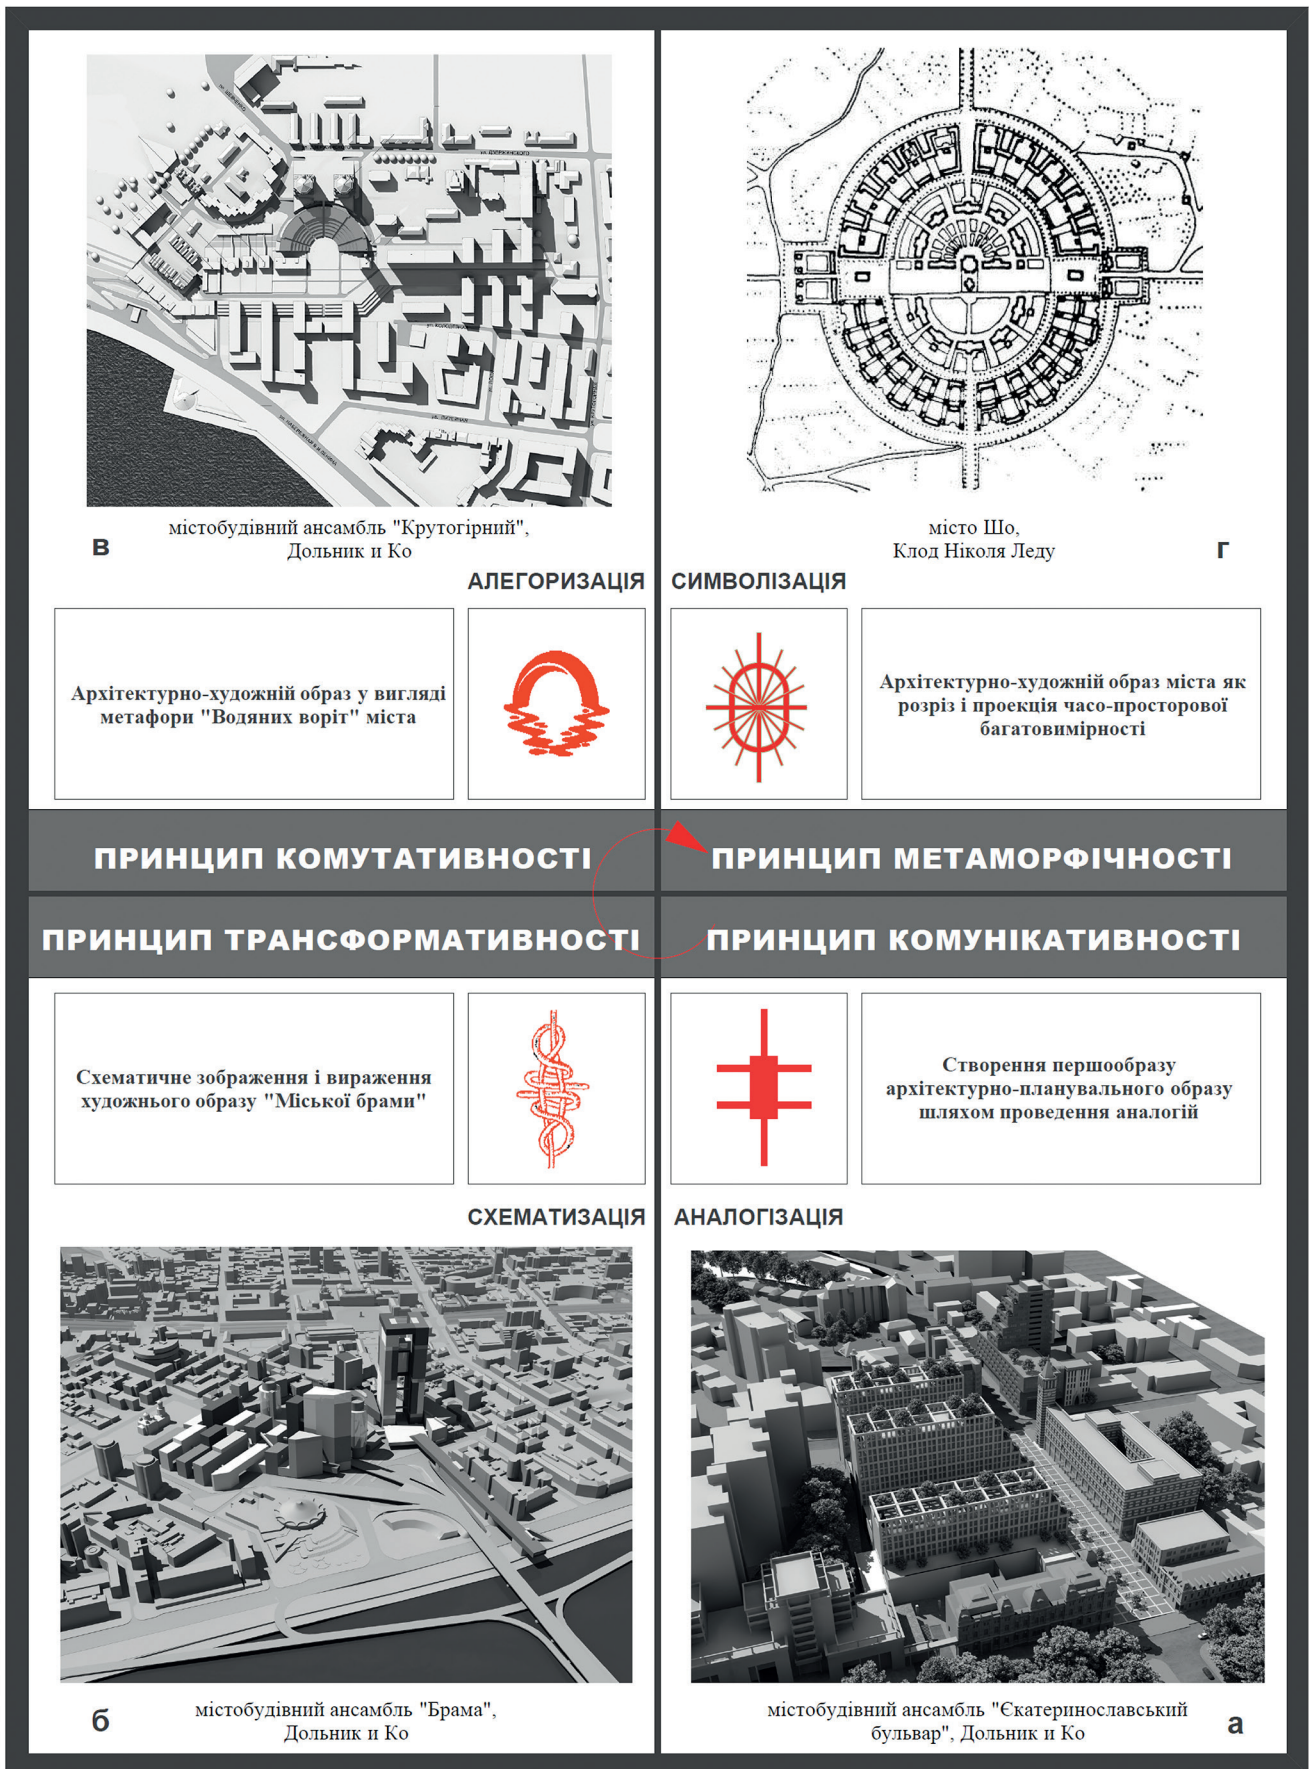 ул. ДЗЕРЖИНСКОГО
в
містобудівний ансамбль "Крутогірний",
Дольник и Ко
місто Шо,
Клод Ніколя Леду
г
АЛЕГОРИЗАЦІЯ
СИМВОЛІЗАЦІЯ
Архітектурно-художній образ у вигляді
метафори "Водяних воріт" міста
Архітектурно-художній образ міста як
розріз і проекція часо-просторової
багатовимірності
ПРИНЦИП КОМУТАТИВНОСТІ
ПРИНЦИП МЕТАМОРФІЧНОСТІ
ПРИНЦИП ТРАНСФОРМАТИВНОСТІ
ПРИНЦИП КОМУНІКАТИВНОСТІ
Схематичне зображення і вираження
художнього образу "Міської брами"
Створення першообразу
архітектурно-планувального образу
шляхом проведення аналогій
СХЕМАТИЗАЦІЯ
АНАЛОГІЗАЦІЯ
б
містобудівний ансамбль "Брама",
Дольник и Ко
містобудівний ансамбль "Єкатеринославський
бульвар", Дольник и Ко
а